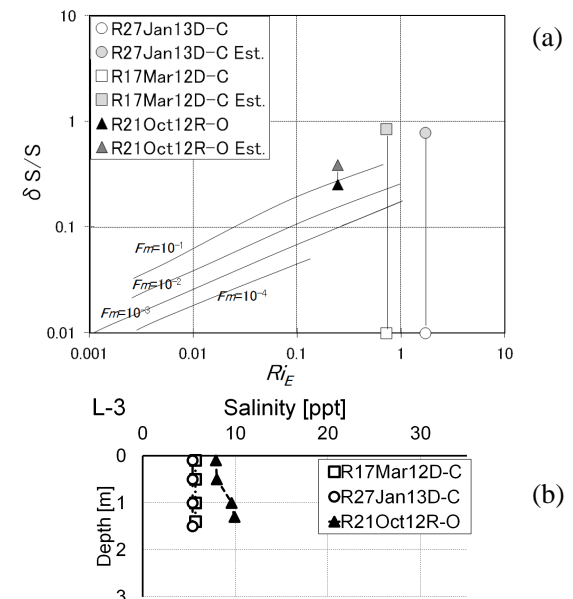 (a)
10
1
0.1
0.01
δS/S
R27Jan13D-C
R27Jan13D-C Est.
R17Mar12D-C
R17Mar12D-C Est.
R21Oct12R-O
R21Oct12R-O Est.
Fm=10⁻¹
Fm=10⁻²
Fm=10⁻³
Fm=10⁻⁴
0.001 0.01 0.1 1 10
Ri_E
L-3 Salinity [ppt]
0 10 20 30
(b)
Depth [m]
0
1
2
3
R17Mar12D-C
R27Jan13D-C
R21Oct12R-O